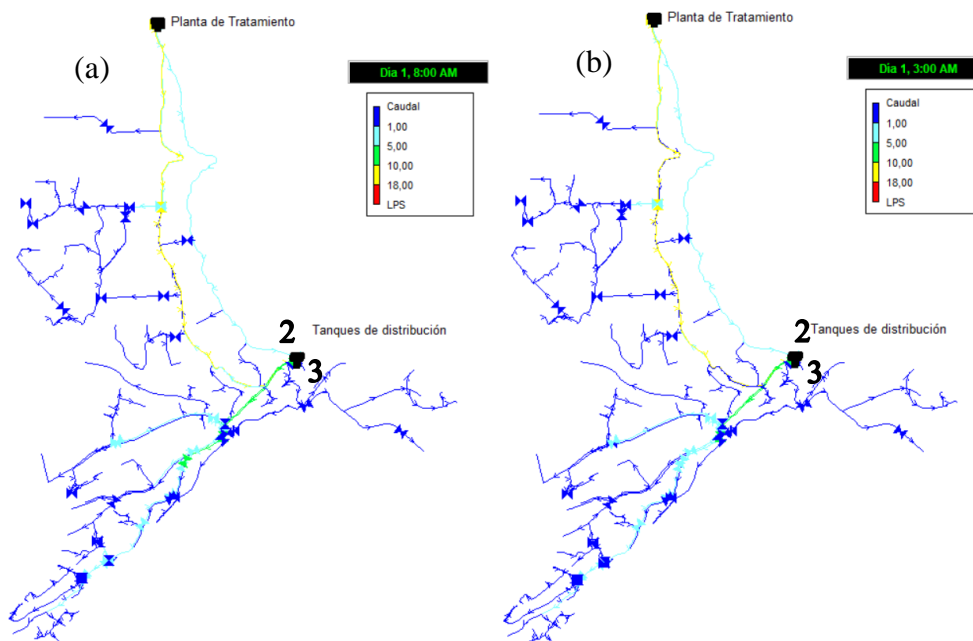 Planta de Tratamiento
(a)
Dia 1, 8:00 AM
Caudal
1,00
5,00
10,00
18,00
LPS
2
Tanques de distribución
3
Planta de Tratamiento
(b)
Dia 1, 3:00 AM
Caudal
1,00
5,00
10,00
18,00
LPS
2
Tanques de distribución
3